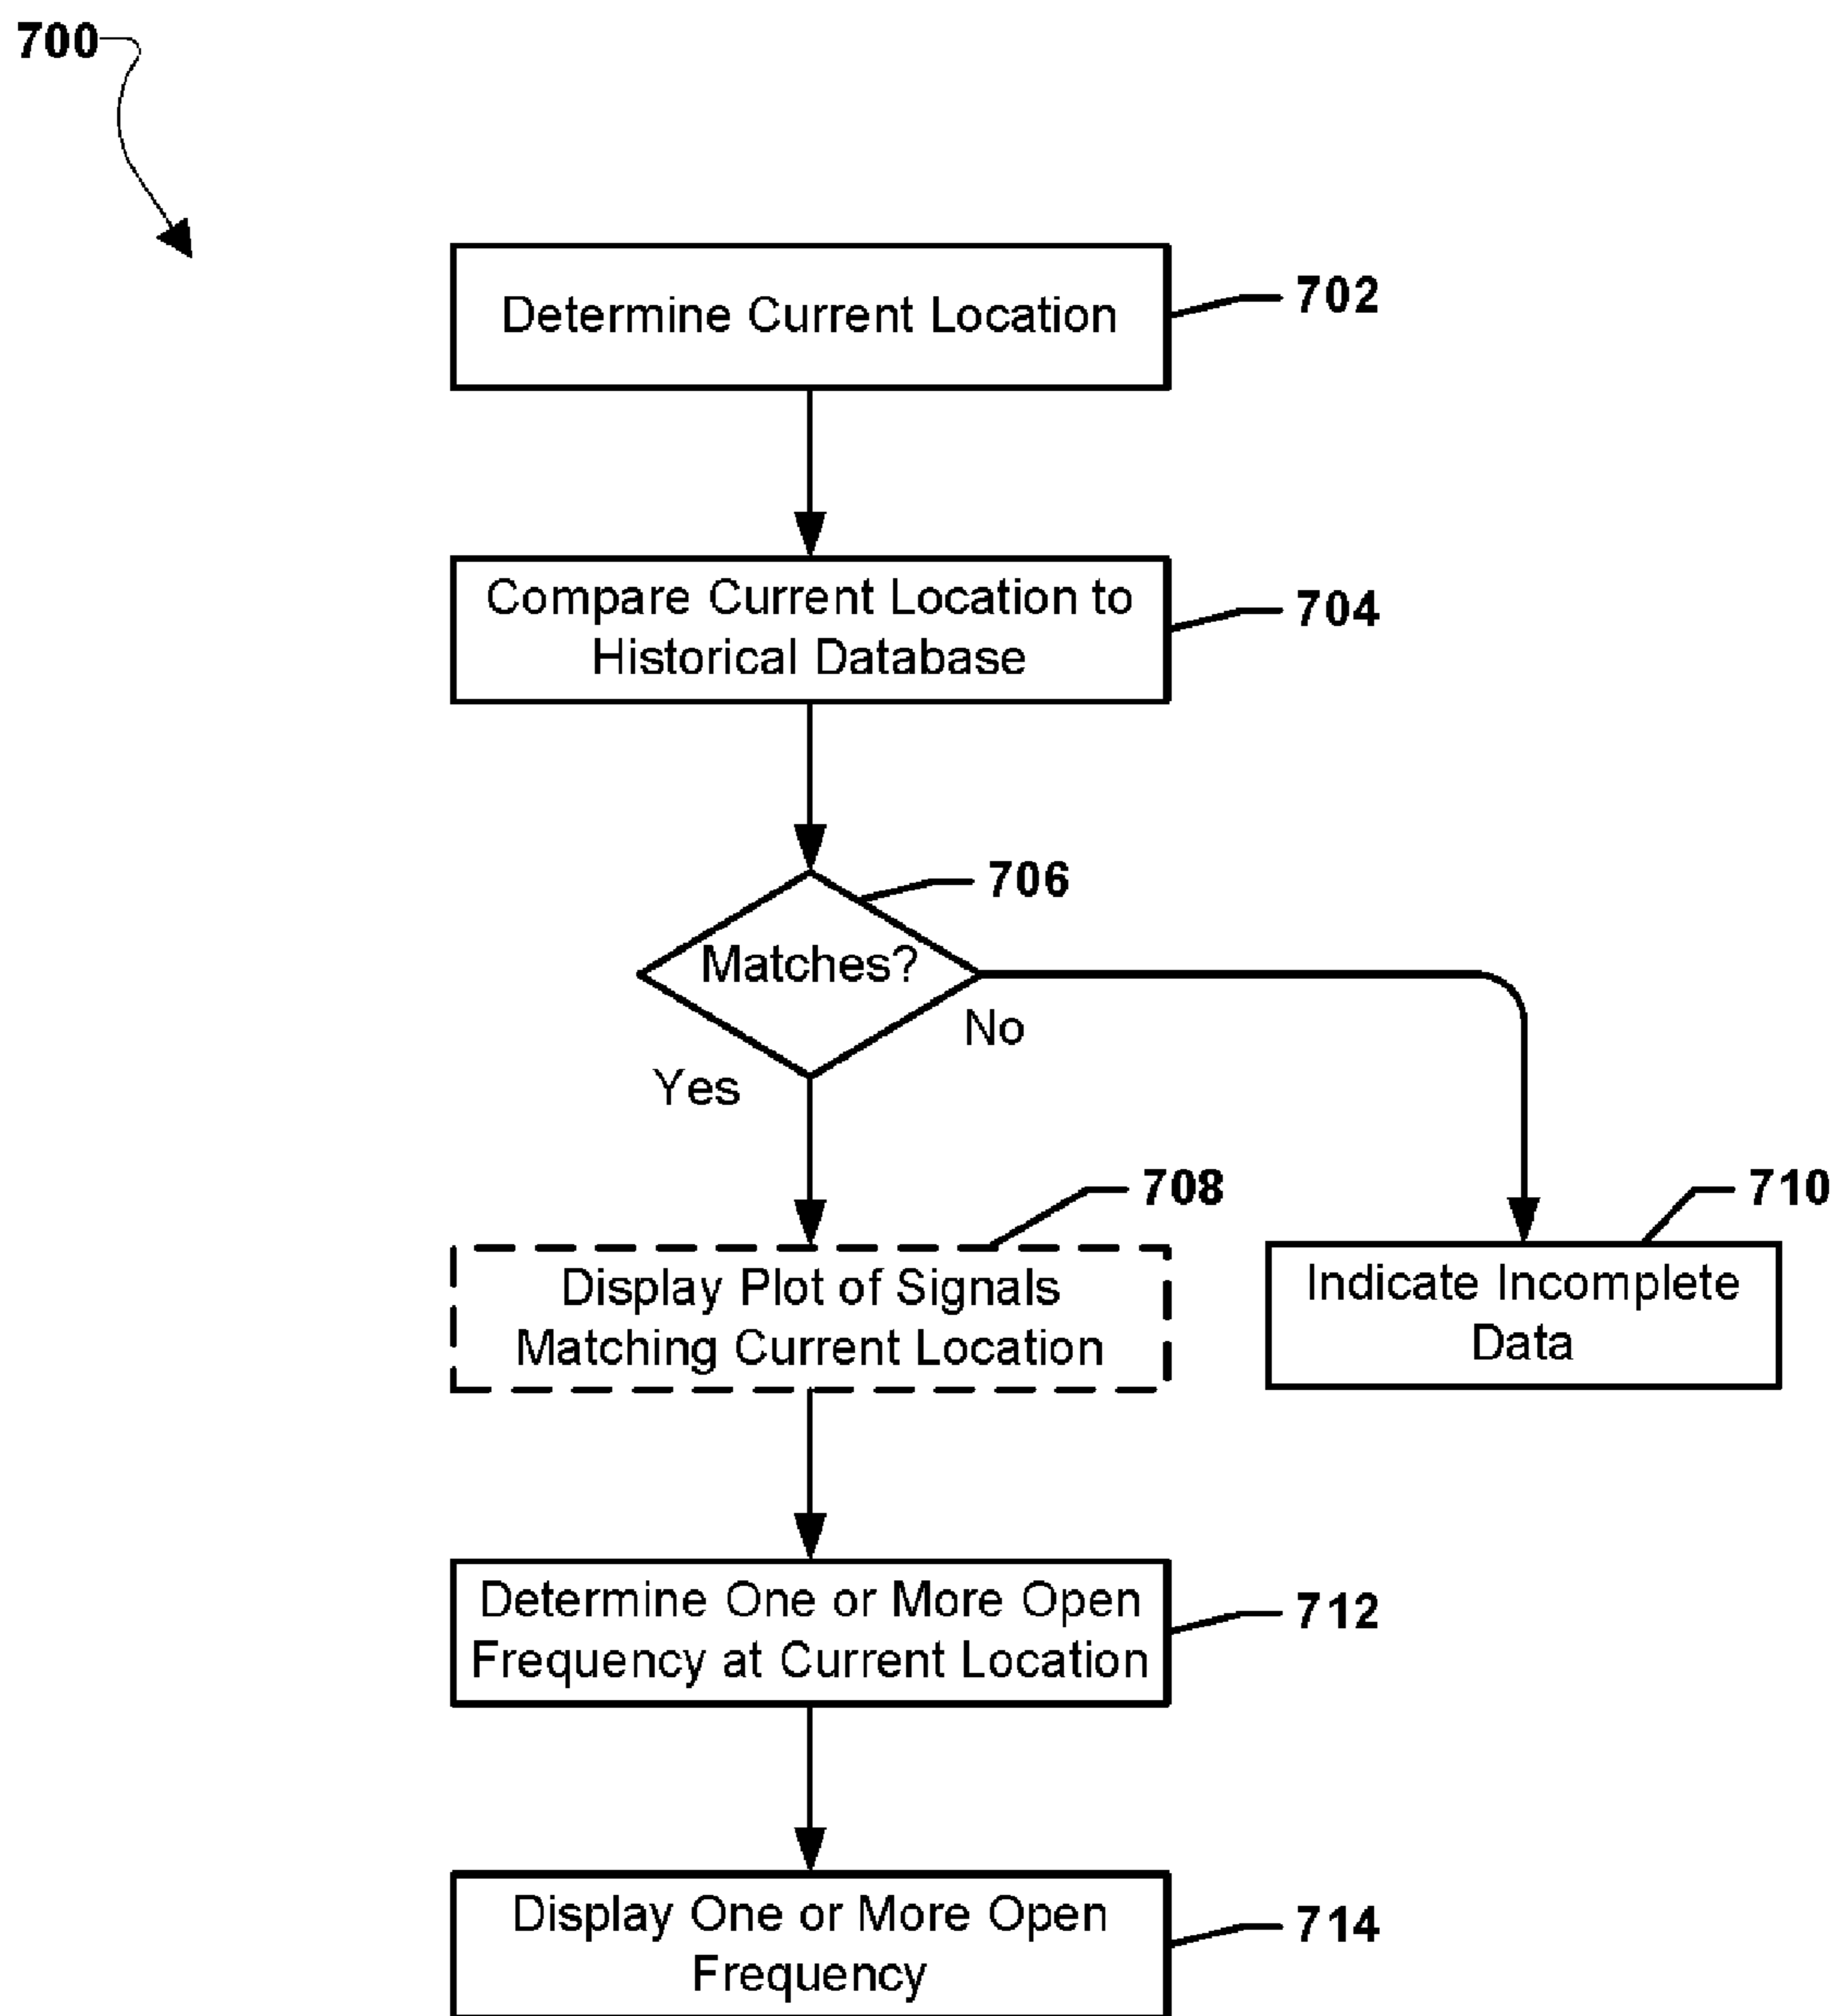 700
Determine Current Location
702
Compare Current Location to
Historical Database
704
706
Matches?
No
Yes
708
710
Display Plot of Signals
Matching Current Location
Indicate Incomplete
Data
Determine One or More Open
Frequency at Current Location
712
Display One or More Open
Frequency
714